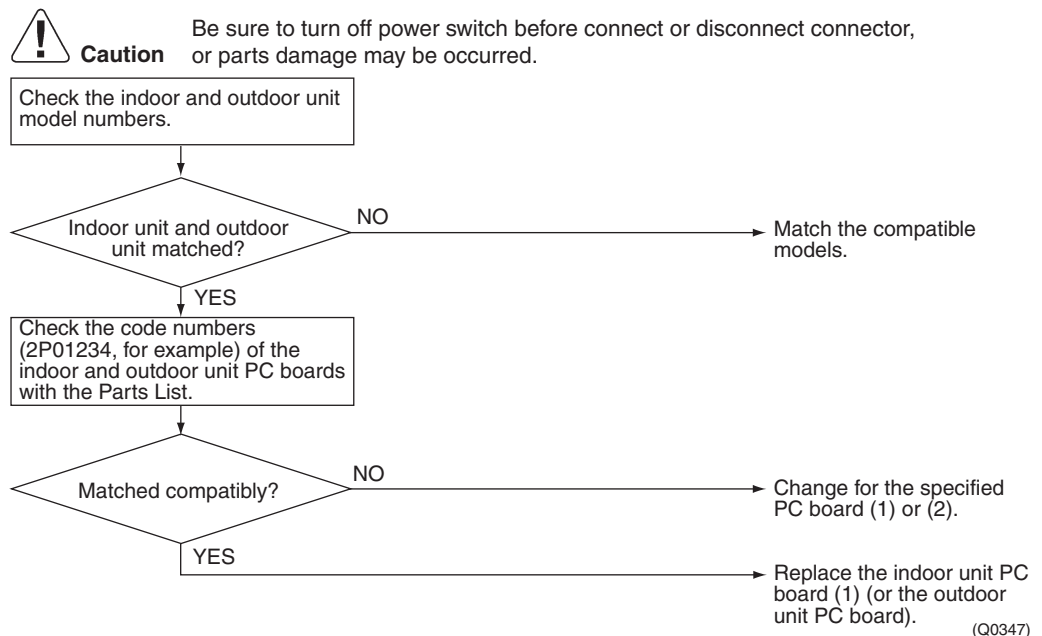 Be sure to turn off power switch before connect or disconnect connector,
Caution or parts damage may be occurred.
Check the indoor and outdoor unit
model numbers.
Indoor unit and outdoor
unit matched?
NO
Match the compatible
models.
YES
Check the code numbers
(2P01234, for example) of the
indoor and outdoor unit PC boards
with the Parts List.
Matched compatibly?
NO
Change for the specified
PC board (1) or (2).
YES
Replace the indoor unit PC
board (1) (or the outdoor
unit PC board).
(Q0347)